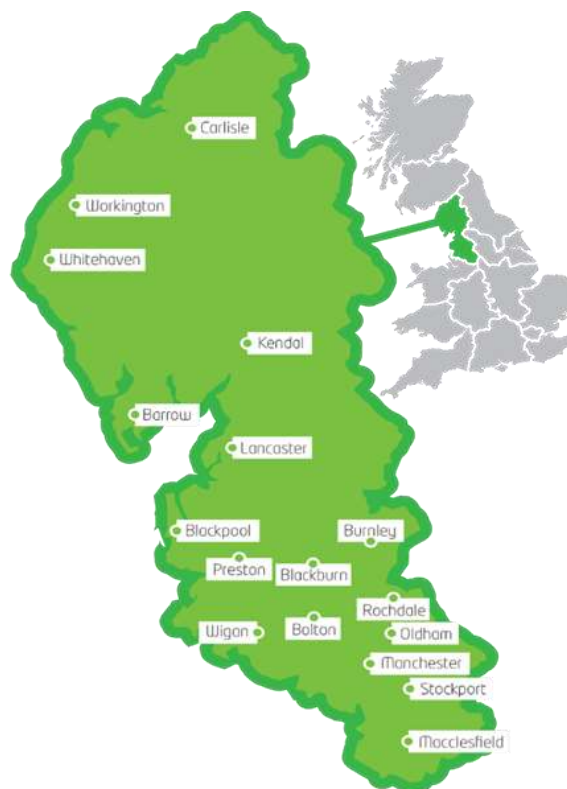 Carlisle
Workington
Whitehaven
Kendal
Barrow
Lancaster
Blackpool
Burnley
Preston
Blackburn
Rochdale
Wigan
Bolton
Oldham
Manchester
Stockport
Macclesfield